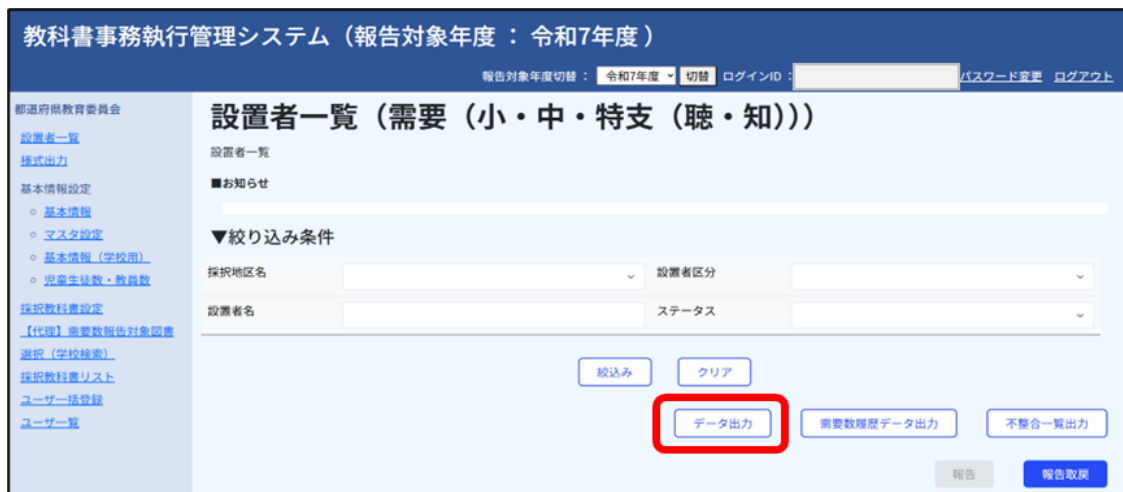 教科書事務執行管理システム（報告対象年度 ： 令和7年度 ）
報告対象年度切替： 令和7年度 切替 ログインID : パスワード変更 ログアウト
都道府県教育委員会
設置者一覧
様式出力
基本情報設定
基本情報
マスタ設定
基本情報（学校用）
児童生徒数・教員数
採択教科書設定
【代理】需要数報告対象図書
選択（学校検索）
採択教科書リスト
ユーザ一括登録
ユーザ一覧
設置者一覧（需要（小・中・特支（聴・知）））
設置者一覧
■お知らせ
▼絞り込み条件
採択地区名 設置者区分
設置者名 ステータス
絞込み クリア
データ出力 需要数履歴データ出力 不整合一覧出力
報告 報告取戻